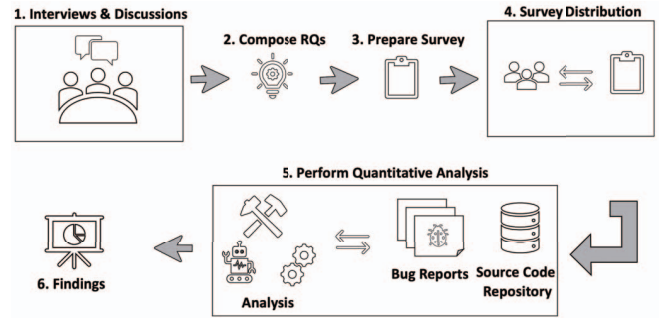 1. Interviews & Discussions
2. Compose RQs
3. Prepare Survey
4. Survey Distribution
5. Perform Quantitative Analysis
Analysis
Bug Reports
Source Code
Repository
6. Findings